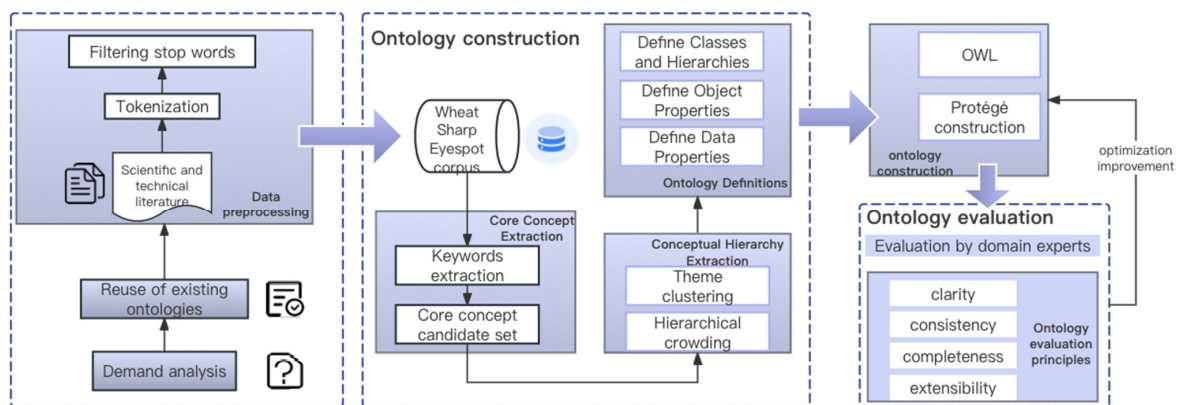 Filtering stop words
Tokenization
Scientific and
technical
literature
Data
preprocessing
Reuse of existing
ontologies
Demand analysis
Ontology construction
Wheat
Sharp
Eyespot
corpus
Core Concept
Extraction
Keywords
extraction
Core concept
candidate set
Define Classes
and Hierarchies
Define Object
Properties
Define Data
Properties
Ontology Definitions
Conceptual Hierarchy
Extraction
Theme
clustering
Hierarchical
crowding
OWL
Protégé
construction
ontology
construction
optimization
improvement
Ontology evaluation
Evaluation by domain experts
clarity
consistency
completeness
extensibility
Ontology
evaluation
principles